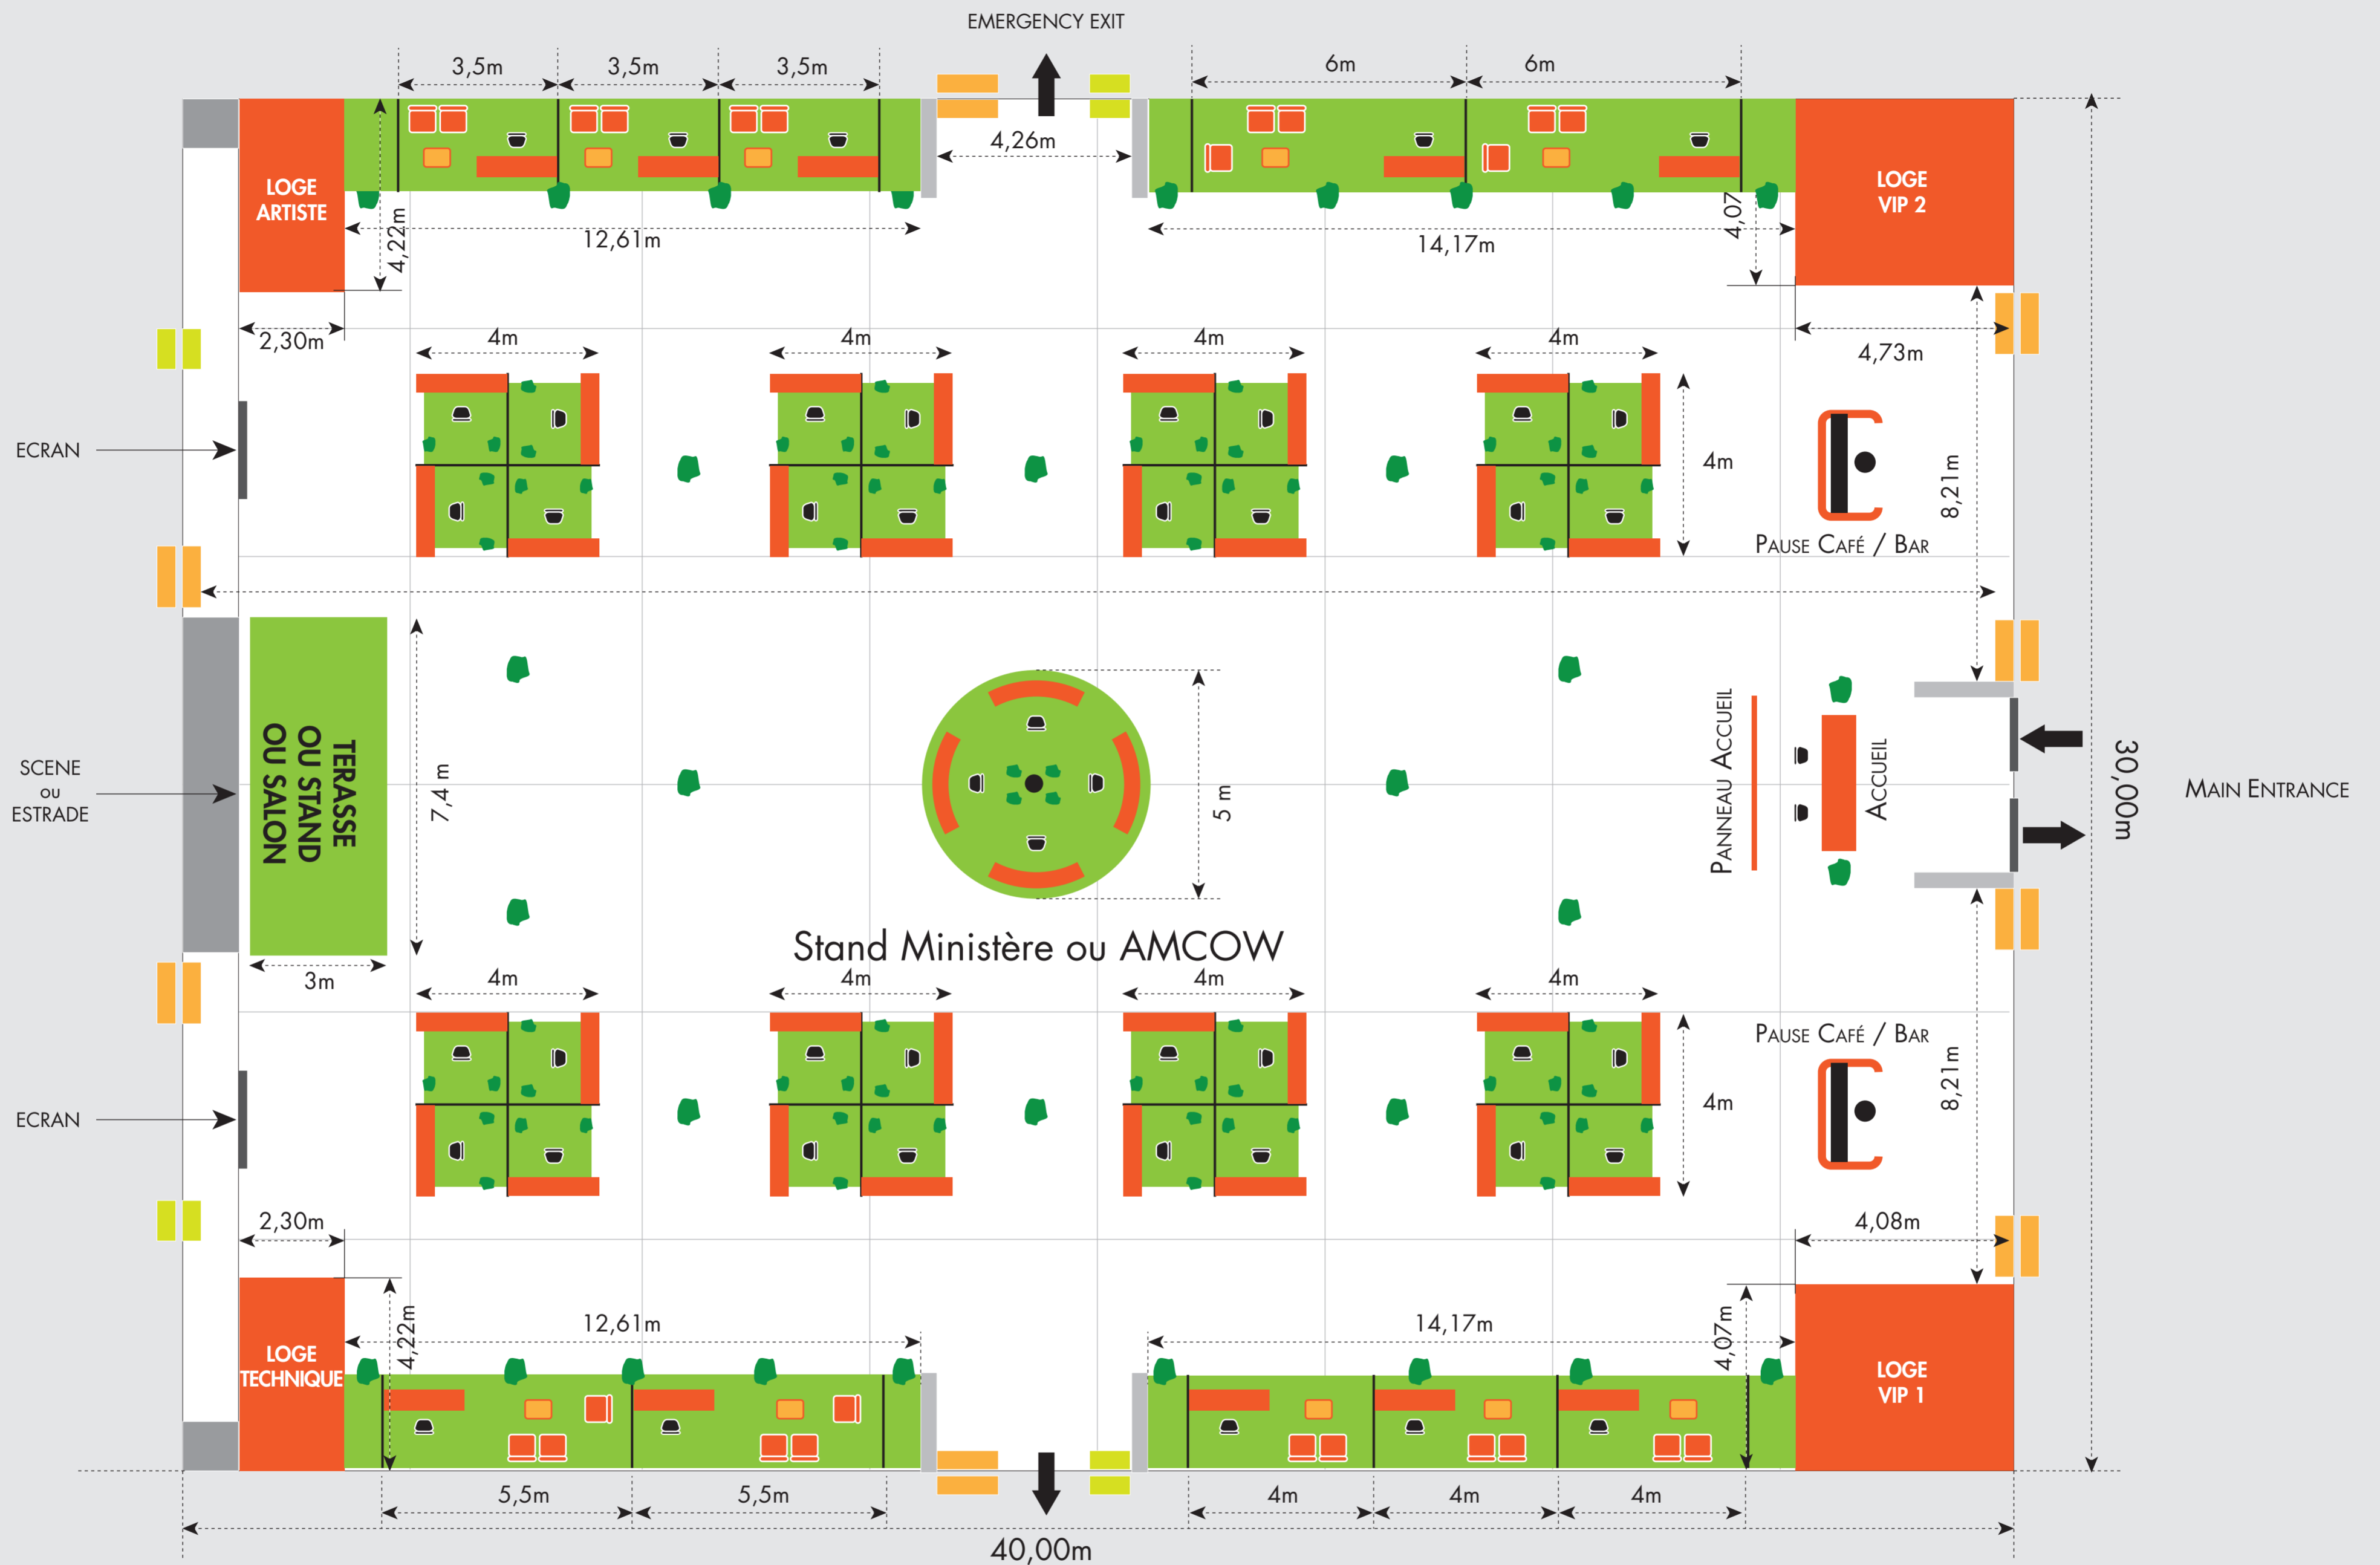 EMERGENCY EXIT
3,5m
3,5m
3,5m
6m
6m
4,26m
LOGE
ARTISTE
4,22m
12,61m
14,17m
4,07
LOGE
VIP 2
2,30m
4m
4m
4m
4m
4,73m
ECRAN
4m
8,21m
PAUSE CAFÉ / BAR
SCENE
OU
ESTRADE
TERASSE
OU STAND
OU SALON
7,4 m
3m
5 m
PANNEAU ACCUEIL
ACCUEIL
30,00m
MAIN ENTRANCE
Stand Ministère ou AMCOW
4m
4m
4m
4m
PAUSE CAFÉ / BAR
ECRAN
4m
8,21m
2,30m
4,08m
LOGE
TECHNIQUE
4,22m
12,61m
14,17m
4,07m
LOGE
VIP 1
5,5m
5,5m
4m
4m
4m
40,00m